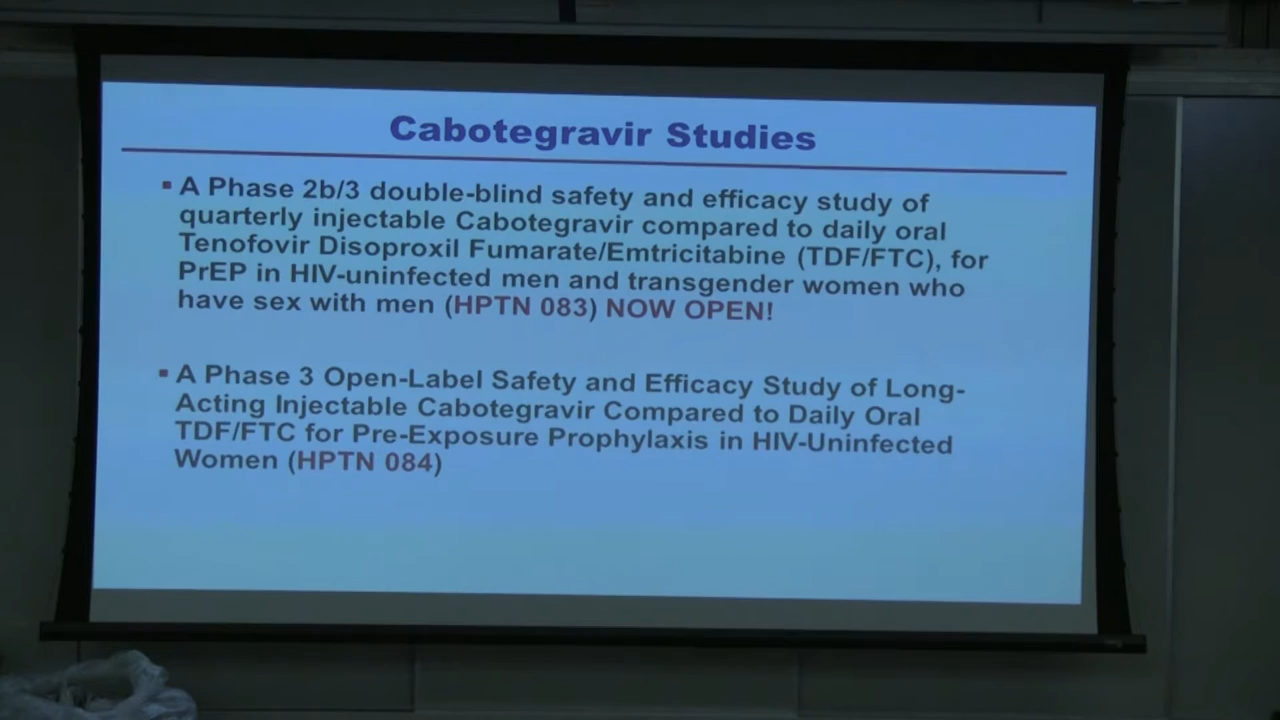 Cabotegravir Studies
▪ A Phase 2b/3 double-blind safety and efficacy study of
quarterly injectable Cabotegravir compared to daily oral
Tenofovir Disoproxil Fumarate/Emtricitabine (TDF/FTC), for
PrEP in HIV-uninfected men and transgender women who
have sex with men (HPTN 083) NOW OPEN!
▪ A Phase 3 Open-Label Safety and Efficacy Study of Long-
Acting Injectable Cabotegravir Compared to Daily Oral
TDF/FTC for Pre-Exposure Prophylaxis in HIV-Uninfected
Women (HPTN 084)